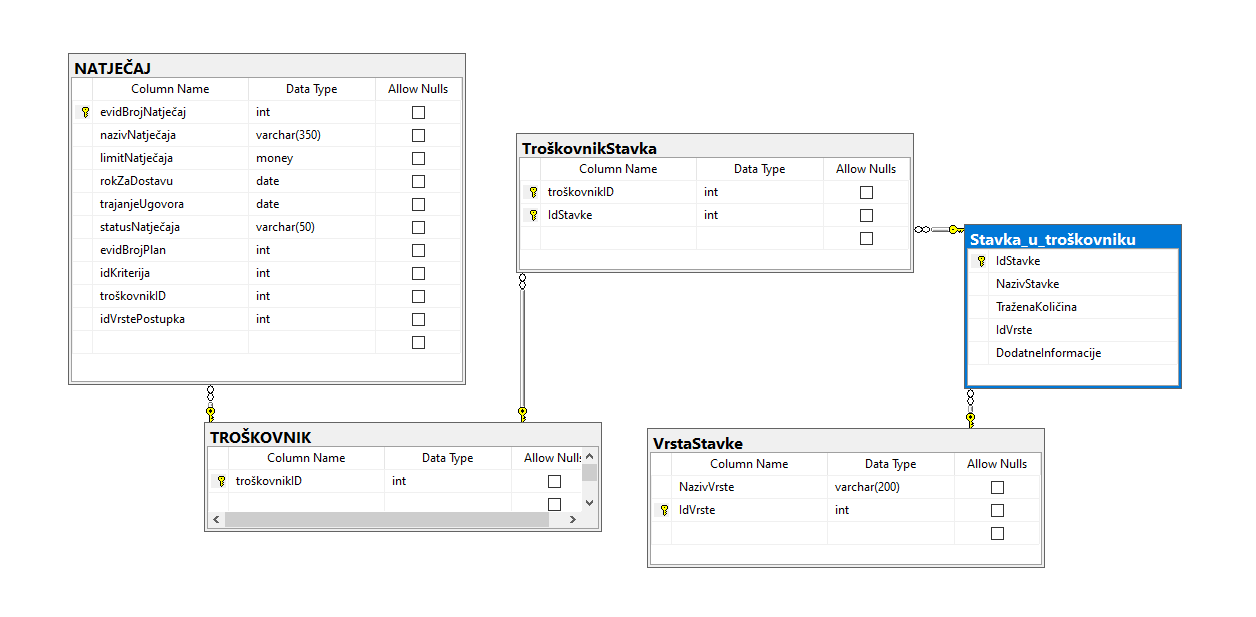 NATJEČAJ
Column Name Data Type Allow Nulls
evidBrojNatječaj int
nazivNatječaja varchar(350)
limitNatječaja money
rokZaDostavu date
trajanjeUgovora date
statusNatječaja varchar(50)
evidBrojPlan int
idKriterija int
troškovnikID int
idVrstePostupka int
TroškovnikStavka
Column Name Data Type Allow Nulls
troškovnikID int
IdStavke int
Stavka_u_troškovniku
IdStavke
NazivStavke
TraženaKoličina
IdVrste
DodatneInformacije
TROŠKOVNIK
Column Name Data Type Allow Nulls
troškovnikID int
VrstaStavke
Column Name Data Type Allow Nulls
NazivVrste varchar(200)
IdVrste int